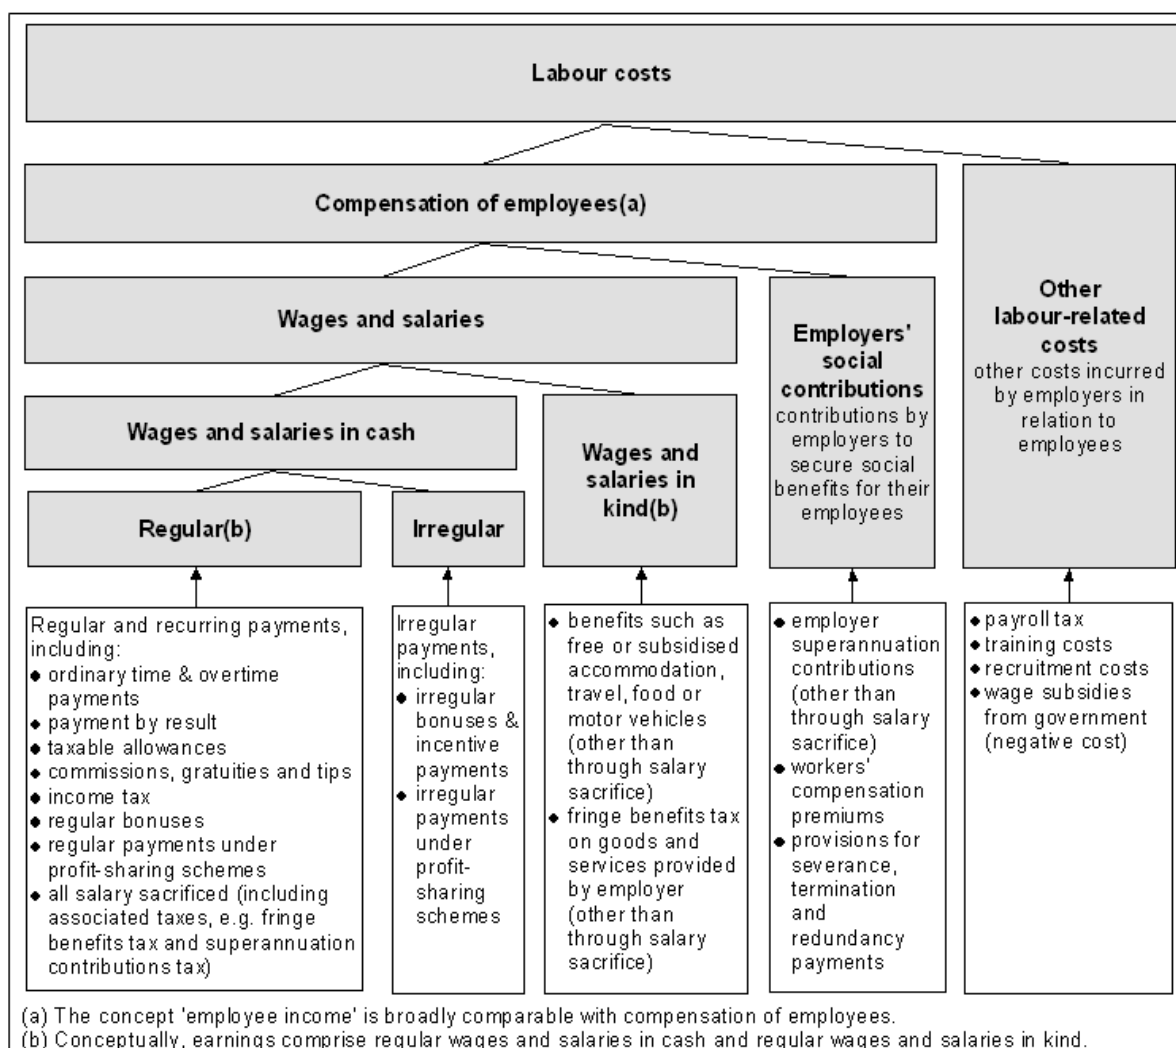 Labour costs
Compensation of employees(a)
Wages and salaries
Wages and salaries in cash
Regular(b)
Irregular
Wages and
salaries in
kind(b)
Employers'
social
contributions
contributions by
employers to
secure social
benefits for their
employees
Other
labour-related
costs
other costs incurred
by employers in
relation to
employees
Regular and recurring payments,
including:
● ordinary time & overtime
payments
● payment by result
● taxable allowances
● commissions, gratuities and tips
● income tax
● regular bonuses
● regular payments under
profit-sharing schemes
● all salary sacrificed (including
associated taxes, e.g. fringe
benefits tax and superannuation
contributions tax)
Irregular
payments,
including:
● irregular
bonuses &
incentive
payments
● irregular
payments
under
profit-
sharing
schemes
● benefits such as
free or subsidised
accommodation,
travel, food or
motor vehicles
(other than
through salary
sacrifice)
● fringe benefits tax
on goods and
services provided
by employer
(other than
through salary
sacrifice)
● employer
superannuation
contributions
(other than
through salary
sacrifice)
● workers'
compensation
premiums
● provisions for
severance,
termination
and
redundancy
payments
● payroll tax
● training costs
● recruitment costs
● wage subsidies
from government
(negative cost)
(a) The concept 'employee income' is broadly comparable with compensation of employees.
(b) Conceptually, earnings comprise regular wages and salaries in cash and regular wages and salaries in kind.